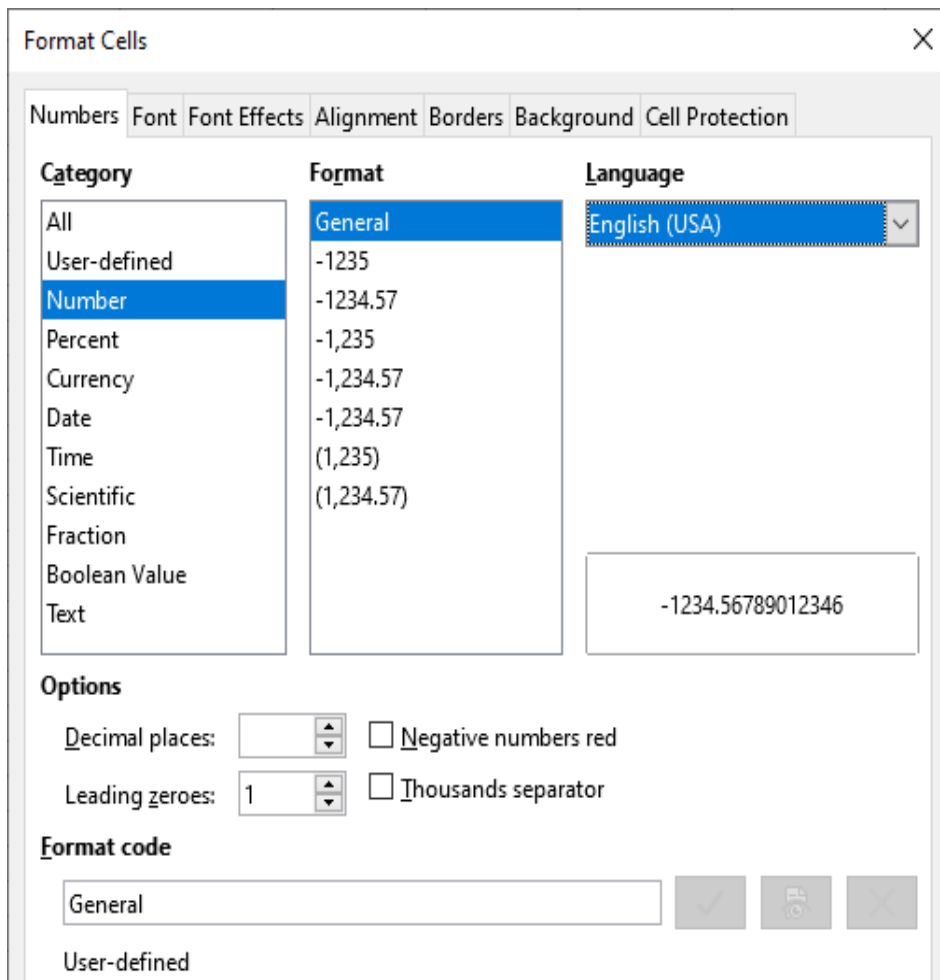 Format Cells
Numbers Font Font Effects Alignment Borders Background Cell Protection
Category
All
User-defined
Number
Percent
Currency
Date
Time
Scientific
Fraction
Boolean Value
Text
Format
General
-1235
-1234.57
-1,235
-1,234.57
-1,234.57
(1,235)
(1,234.57)
Language
English (USA)
-1234.56789012346
Options
Decimal places:
Negative numbers red
Leading zeroes: 1
Thousands separator
Format code
General
User-defined